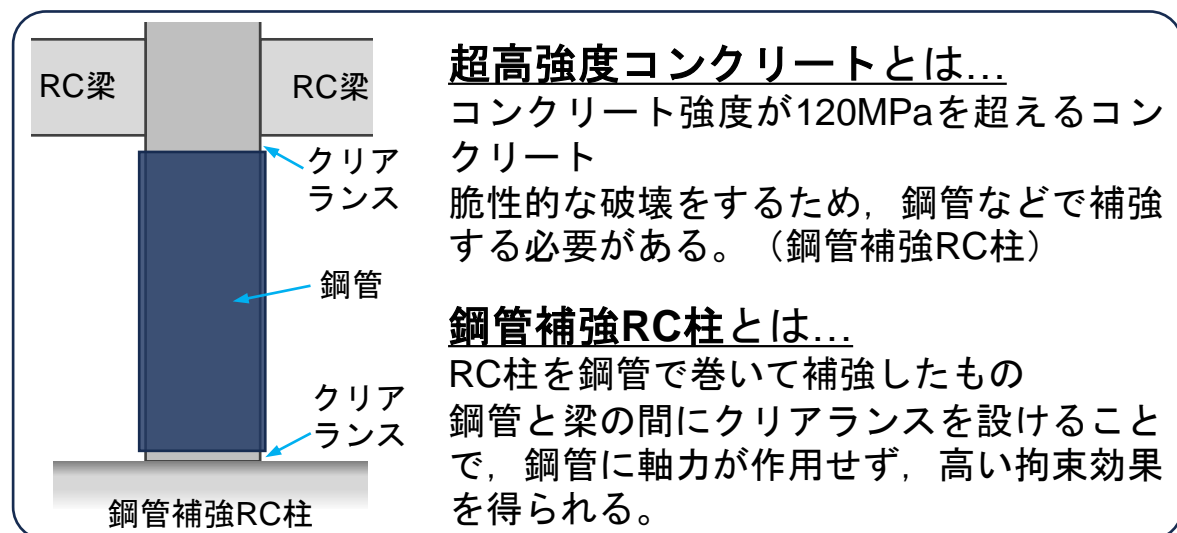 RC梁
RC梁
クリア
ランス
鋼管
クリア
ランス
鋼管補強RC柱
超高強度コンクリートとは…
コンクリート強度が120MPaを超えるコン
クリート
脆性的な破壊をするため，鋼管などで補強
する必要がある。（鋼管補強RC柱）
鋼管補強RC柱とは…
RC柱を鋼管で巻いて補強したもの
鋼管と梁の間にクリアランスを設けること
で，鋼管に軸力が作用せず，高い拘束効果
を得られる。